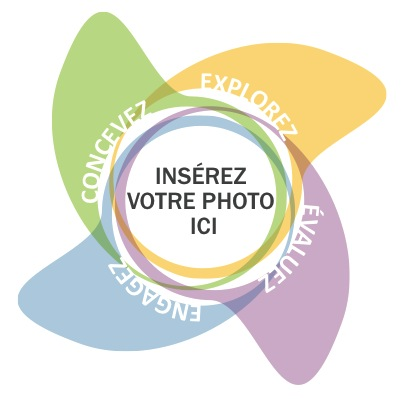 CONCEVEZ
EXPLOREZ
ÉVALUEZ
ENGAGEZ
INSÉREZ
VOTRE PHOTO
ICI